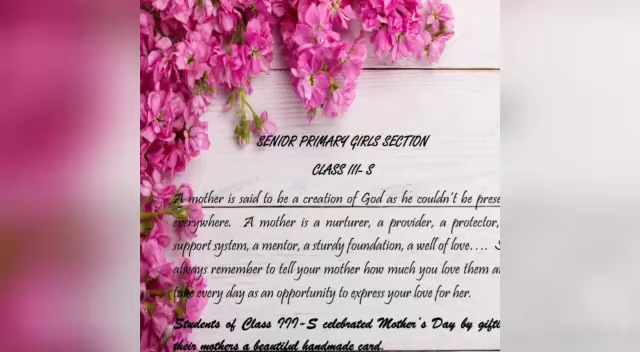 SENIOR PRIMARY GIRLS SECTION
CLASS III- S
A mother is said to be a creation of God as he couldn't be prese
everywhere. A mother is a nurturer, a provider, a protector,
support system, a mentor, a sturdy foundation, a well of love…. S
always remember to tell your mother how much you love them a
take every day as an opportunity to express your love for her.
Students of Class III-S celebrated Mother's Day by gifti
their mothers a beautiful handmade card.